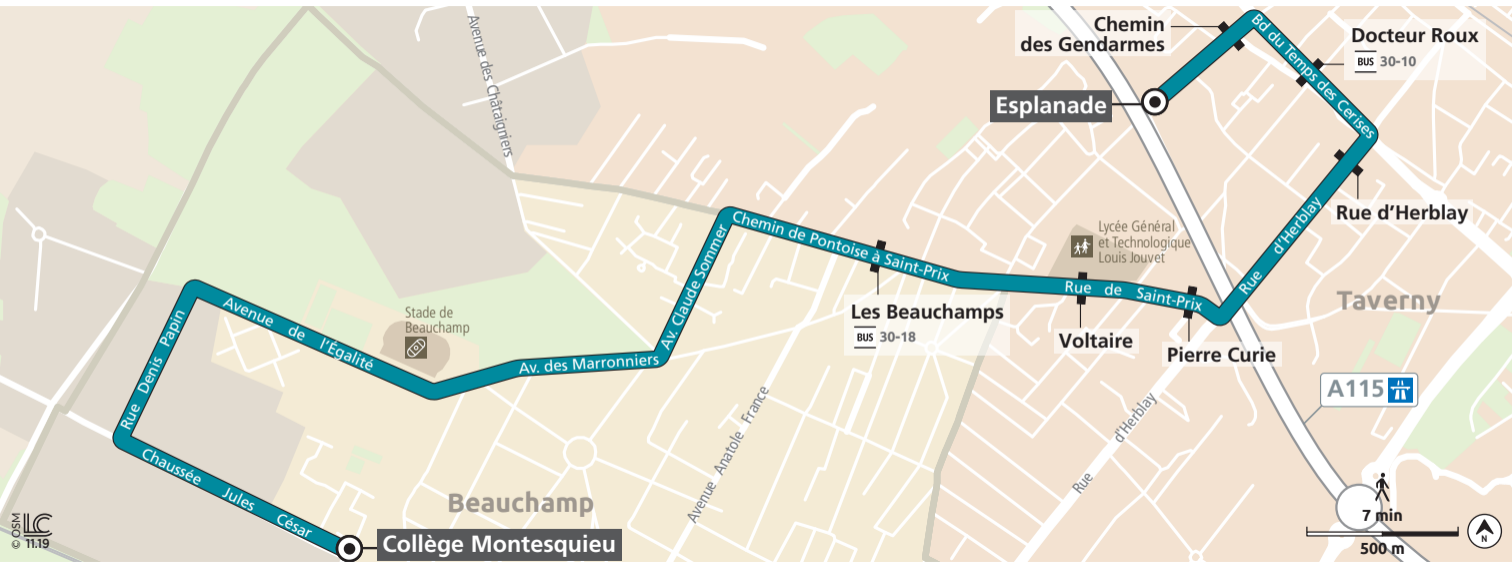 Chemin
des Gendarmes
Bd du Temps des Cerises
Docteur Roux
BUS 30-10
Esplanade
Avenue des Châtaigniers
Rue d'Herblay
Rue d'Herblay
Chemin de Pontoise à Saint-Prix
Lycée Général
et Technologique
Louis Jouvet
Rue de Saint-Prix
Taverny
Les Beauchamps
BUS 30-18
Voltaire
Pierre Curie
Av. Claude Sommer
Av. des Marronniers
Stade de
Beauchamp
Avenue de l'Égalité
Rue Denis Papin
Chaussée Jules César
Avenue Anatole France
Rue d'Herblay
A115
Beauchamp
Collège Montesquieu
© OSM
LC
11.19
7 min
500 m
N